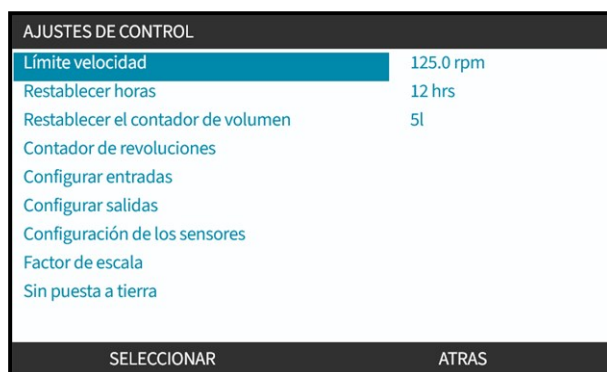 AJUSTES DE CONTROL
Límite velocidad 125.0 rpm
Restablecer horas 12 hrs
Restablecer el contador de volumen 5l
Contador de revoluciones
Configurar entradas
Configurar salidas
Configuración de los sensores
Factor de escala
Sin puesta a tierra
SELECCIONAR ATRAS